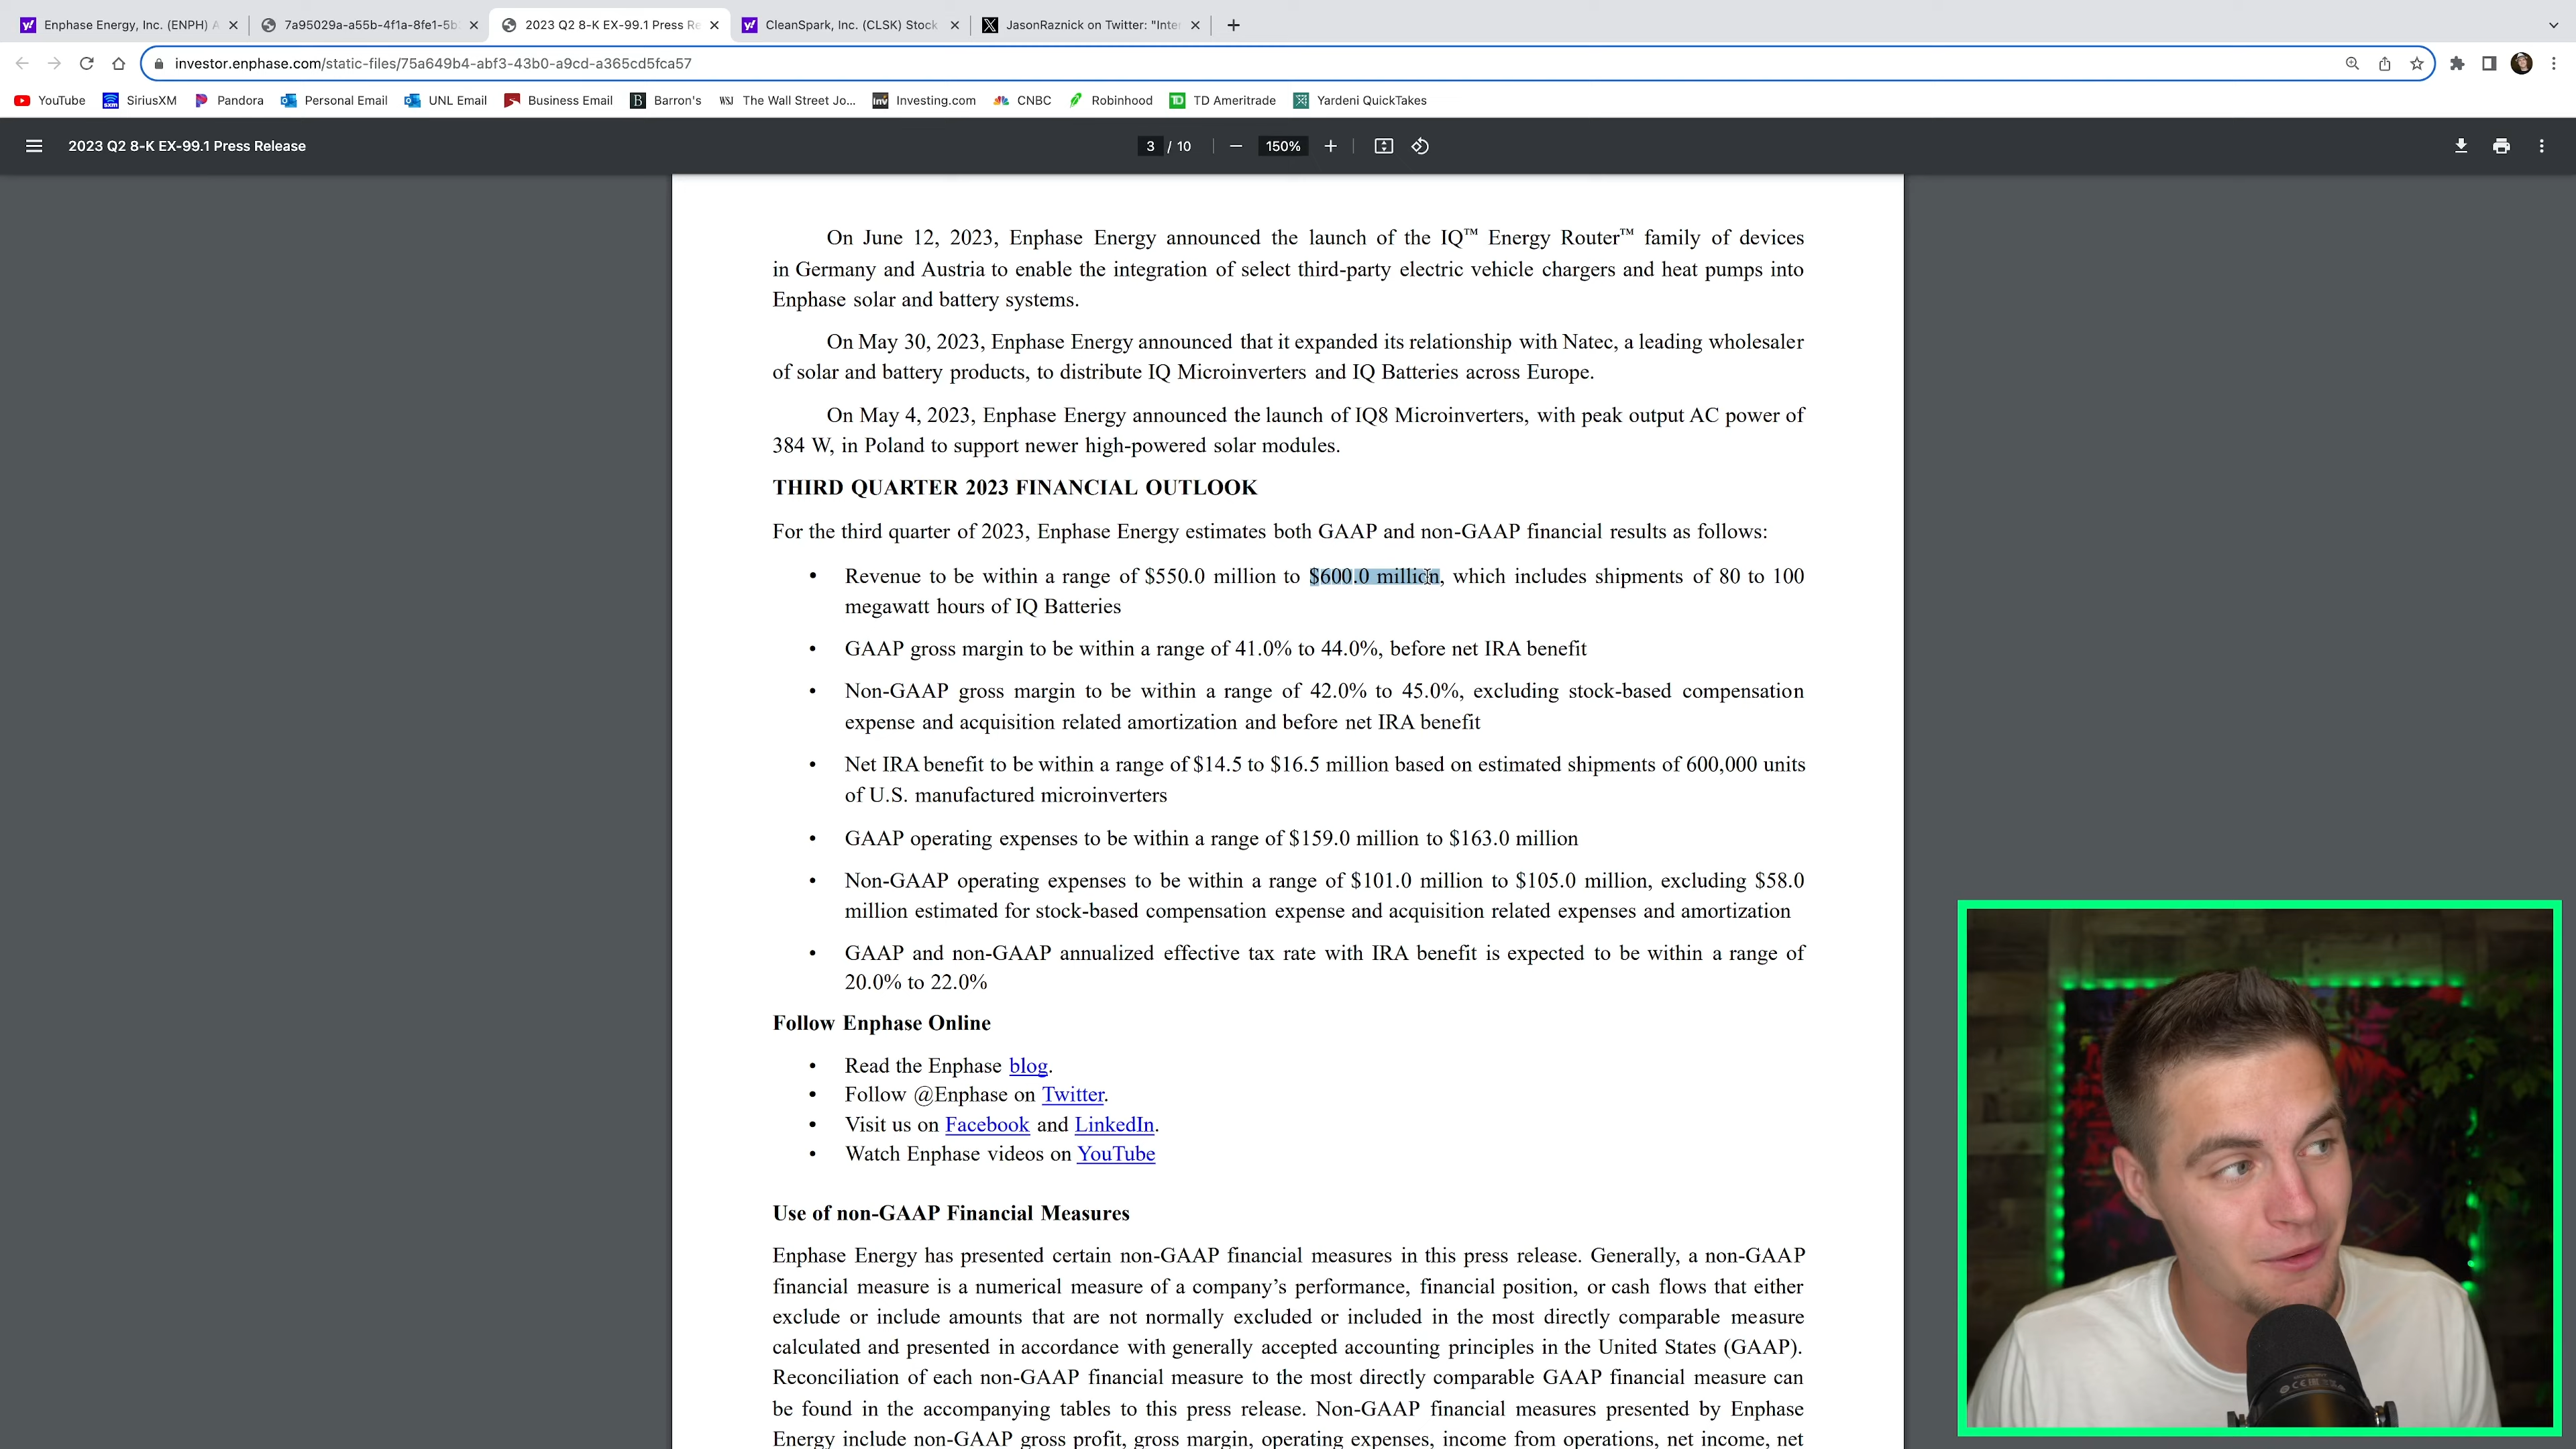 Enphase Energy, Inc. (ENPH) A
7a95029a-a55b-4f1a-8fe1-5b
2023 Q2 8-K EX-99.1 Press Re
CleanSpark, Inc. (CLSK) Stock
JasonRaznick on Twitter: "Inte
investor.enphase.com/static-files/75a649b4-abf3-43b0-a9cd-a365cd5fca57
YouTube SiriusXM Pandora Personal Email UNL Email Business Email Barron's The Wall Street Jo... Investing.com CNBC Robinhood TD Ameritrade Yardeni QuickTakes
2023 Q2 8-K EX-99.1 Press Release 3 / 10 150%
On June 12, 2023, Enphase Energy announced the launch of the IQ™ Energy Router™ family of devices
in Germany and Austria to enable the integration of select third-party electric vehicle chargers and heat pumps into
Enphase solar and battery systems.
On May 30, 2023, Enphase Energy announced that it expanded its relationship with Natec, a leading wholesaler
of solar and battery products, to distribute IQ Microinverters and IQ Batteries across Europe.
On May 4, 2023, Enphase Energy announced the launch of IQ8 Microinverters, with peak output AC power of
384 W, in Poland to support newer high-powered solar modules.
THIRD QUARTER 2023 FINANCIAL OUTLOOK
For the third quarter of 2023, Enphase Energy estimates both GAAP and non-GAAP financial results as follows:
• Revenue to be within a range of $550.0 million to $600.0 million, which includes shipments of 80 to 100
megawatt hours of IQ Batteries
• GAAP gross margin to be within a range of 41.0% to 44.0%, before net IRA benefit
• Non-GAAP gross margin to be within a range of 42.0% to 45.0%, excluding stock-based compensation
expense and acquisition related amortization and before net IRA benefit
• Net IRA benefit to be within a range of $14.5 to $16.5 million based on estimated shipments of 600,000 units
of U.S. manufactured microinverters
• GAAP operating expenses to be within a range of $159.0 million to $163.0 million
• Non-GAAP operating expenses to be within a range of $101.0 million to $105.0 million, excluding $58.0
million estimated for stock-based compensation expense and acquisition related expenses and amortization
• GAAP and non-GAAP annualized effective tax rate with IRA benefit is expected to be within a range of
20.0% to 22.0%
Follow Enphase Online
• Read the Enphase blog.
• Follow @Enphase on Twitter.
• Visit us on Facebook and LinkedIn.
• Watch Enphase videos on YouTube
Use of non-GAAP Financial Measures
Enphase Energy has presented certain non-GAAP financial measures in this press release. Generally, a non-GAAP
financial measure is a numerical measure of a company’s performance, financial position, or cash flows that either
exclude or include amounts that are not normally excluded or included in the most directly comparable measure
calculated and presented in accordance with generally accepted accounting principles in the United States (GAAP).
Reconciliation of each non-GAAP financial measure to the most directly comparable GAAP financial measure can
be found in the accompanying tables to this press release. Non-GAAP financial measures presented by Enphase
Energy include non-GAAP gross profit, gross margin, operating expenses, income from operations, net income, net